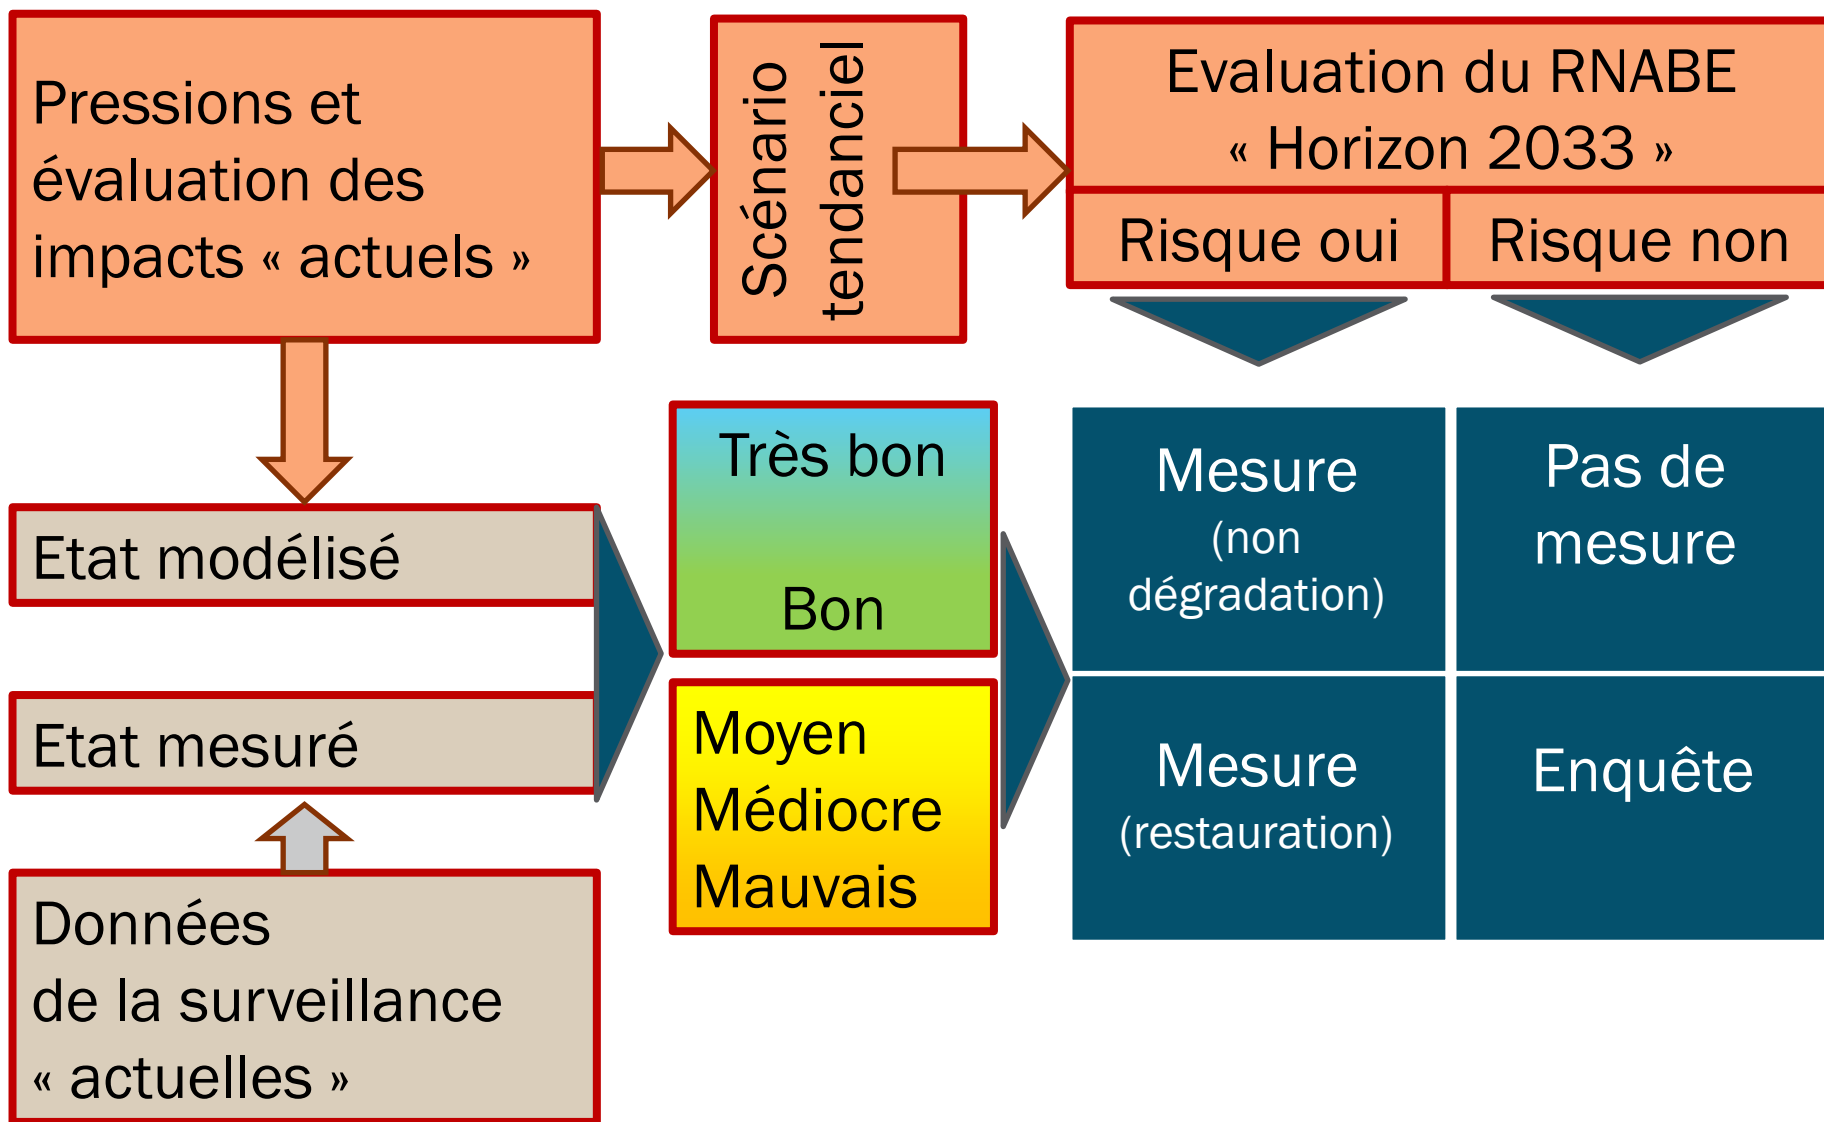 Pressions et
évaluation des
impacts « actuels »
Scénario
tendanciel
Evaluation du RNABE
« Horizon 2033 »
Risque oui
Risque non
Etat modélisé
Etat mesuré
Données
de la surveillance
« actuelles »
Très bon
Bon
Moyen
Médiocre
Mauvais
Mesure
(non
dégradation)
Pas de
mesure
Mesure
(restauration)
Enquête